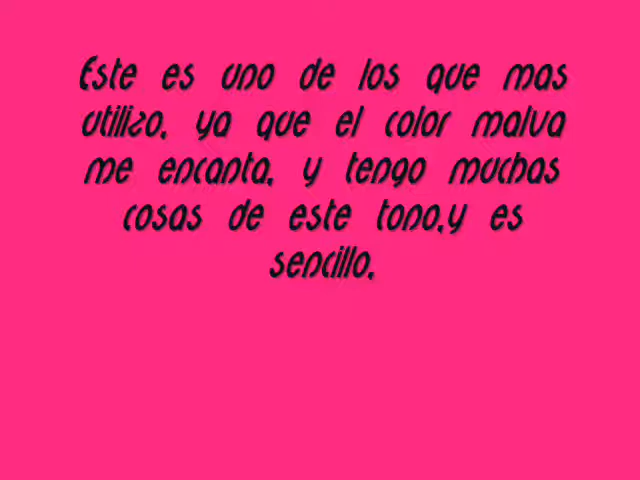 Este es uno de los que mas
utilizo, ya que el color malva
me encanta, y tengo muchas
cosas de este tono.y es
sencillo,